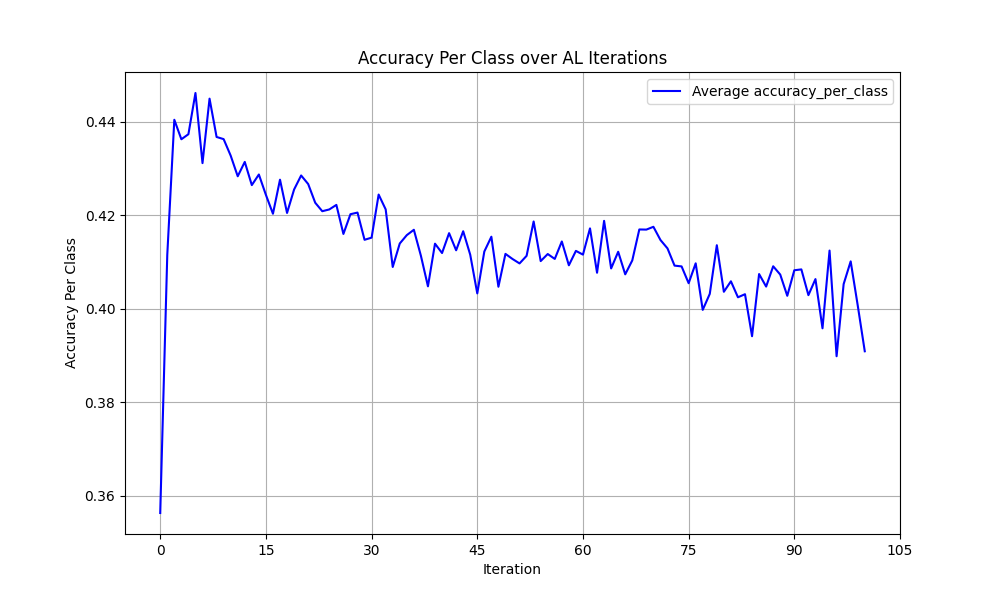 Accuracy Per Class over AL Iterations
Average accuracy_per_class
Accuracy Per Class
0.44
0.42
0.40
0.38
0.36
0 15 30 45 60 75 90 105
Iteration